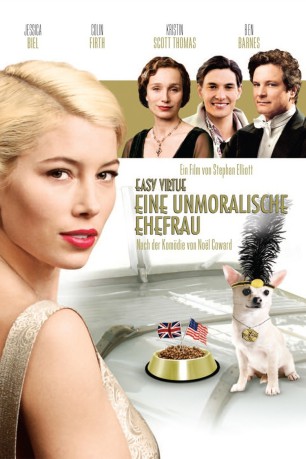 JESSICA BIEL
COLIN FIRTH
KRISTIN SCOTT THOMAS
BEN BARNES
Ein Film von Stephan Elliott
EASY VIRTUE
EINE UNMORALISCHE
EHEFRAU
Nach der Komödie von Noël Coward